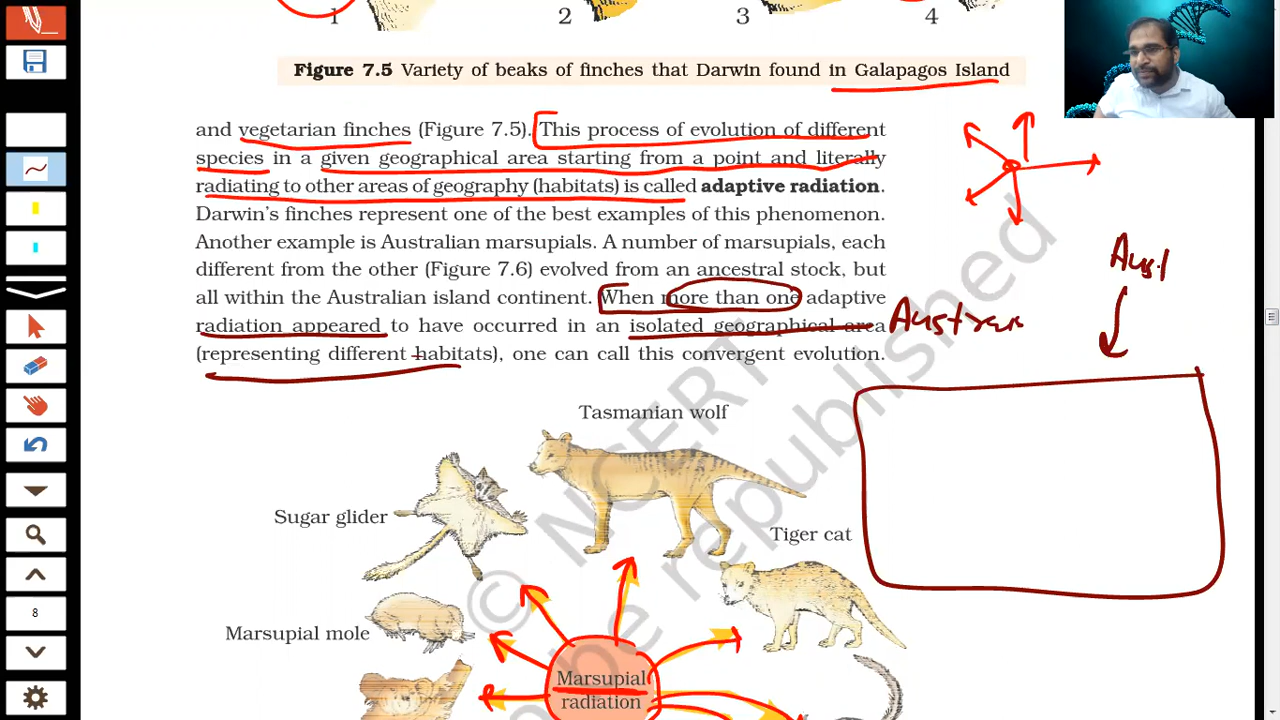 1 2 3 4
Figure 7.5 Variety of beaks of finches that Darwin found in Galapagos Island
and vegetarian finches (Figure 7.5). This process of evolution of different
species in a given geographical area starting from a point and literally
radiating to other areas of geography (habitats) is called adaptive radiation.
Darwin's finches represent one of the best examples of this phenomenon.
Another example is Australian marsupials. A number of marsupials, each
different from the other (Figure 7.6) evolved from an ancestral stock, but
all within the Australian island continent. When more than one adaptive
radiation appeared to have occurred in an isolated geographical area
(representing different habitats), one can call this convergent evolution.
Aust
Tasmanian wolf
Sugar glider
Tiger cat
Marsupial mole
Marsupial
radiation
© NCERT
be republished
8